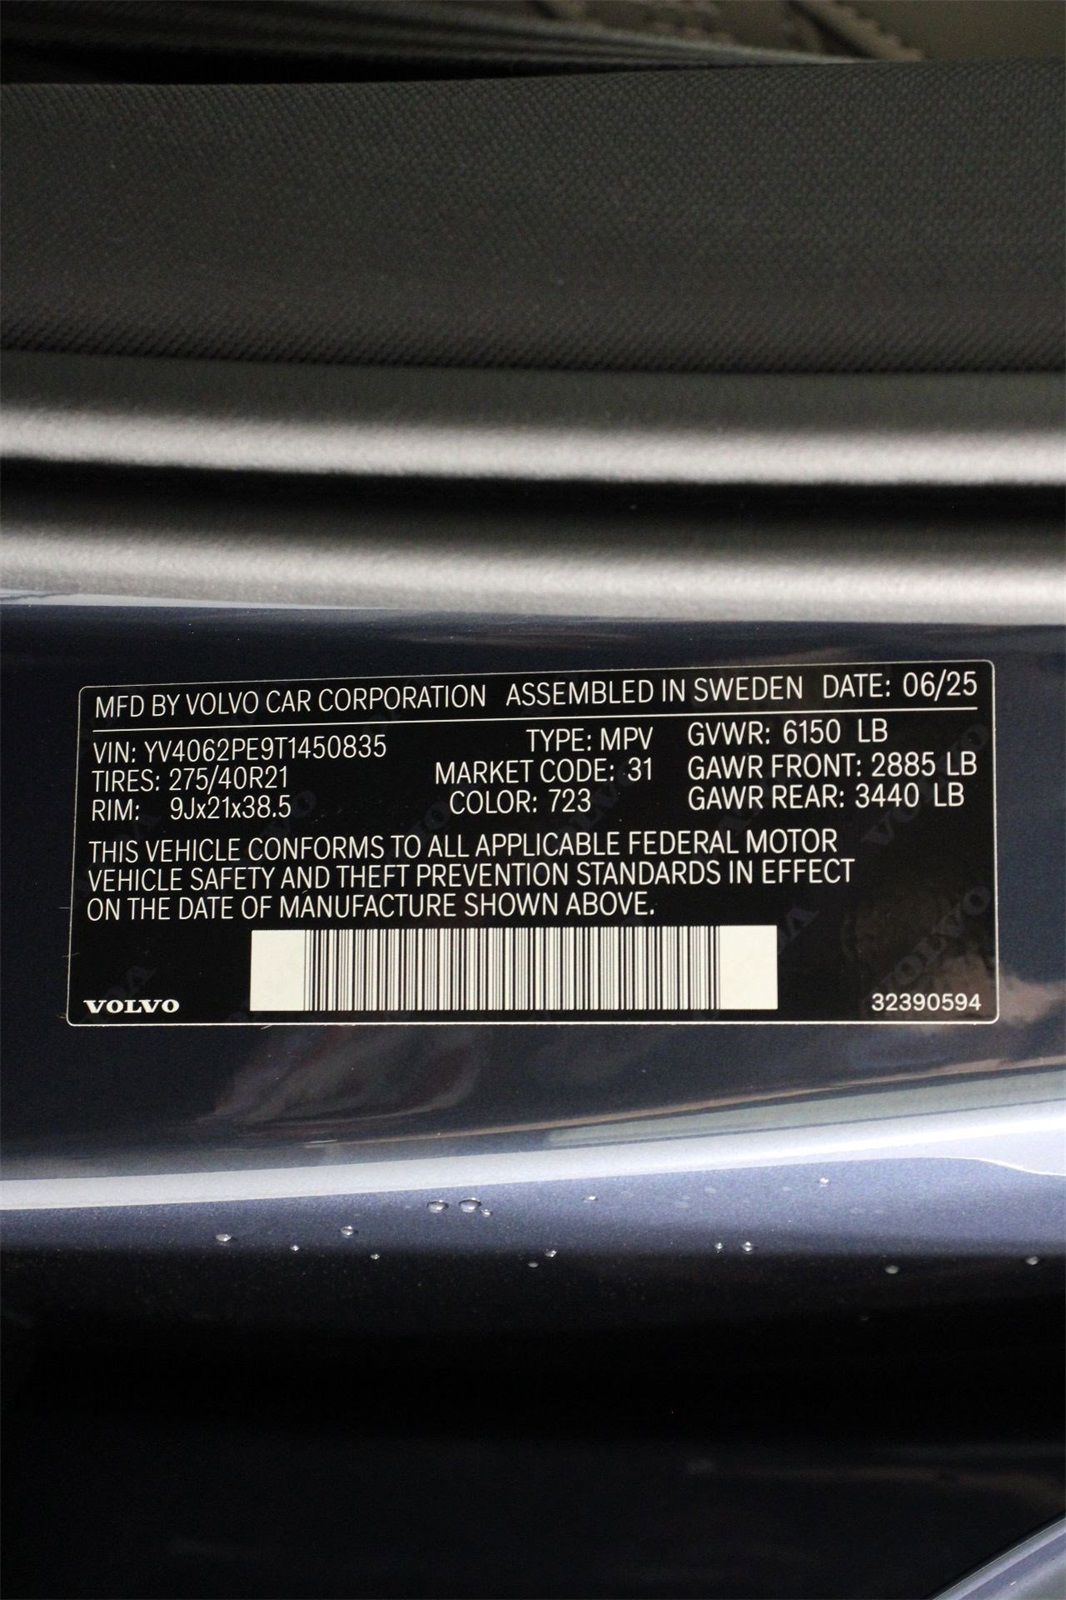 MFD BY VOLVO CAR CORPORATION ASSEMBLED IN SWEDEN DATE: 06/25
VIN: YV4062PE9T1450835 TYPE: MPV GVWR: 6150 LB
TIRES: 275/40R21 MARKET CODE: 31 GAWR FRONT: 2885 LB
RIM: 9Jx21x38.5 COLOR: 723 GAWR REAR: 3440 LB
THIS VEHICLE CONFORMS TO ALL APPLICABLE FEDERAL MOTOR
VEHICLE SAFETY AND THEFT PREVENTION STANDARDS IN EFFECT
ON THE DATE OF MANUFACTURE SHOWN ABOVE.
VOLVO 32390594